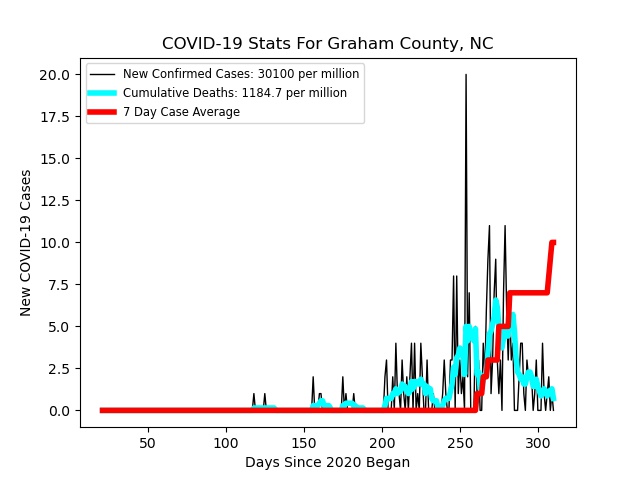 COVID-19 Stats For Graham County, NC
New Confirmed Cases: 30100 per million
Cumulative Deaths: 1184.7 per million
7 Day Case Average
20.0
17.5
15.0
12.5
10.0
7.5
5.0
2.5
0.0
New COVID-19 Cases
50 100 150 200 250 300
Days Since 2020 Began